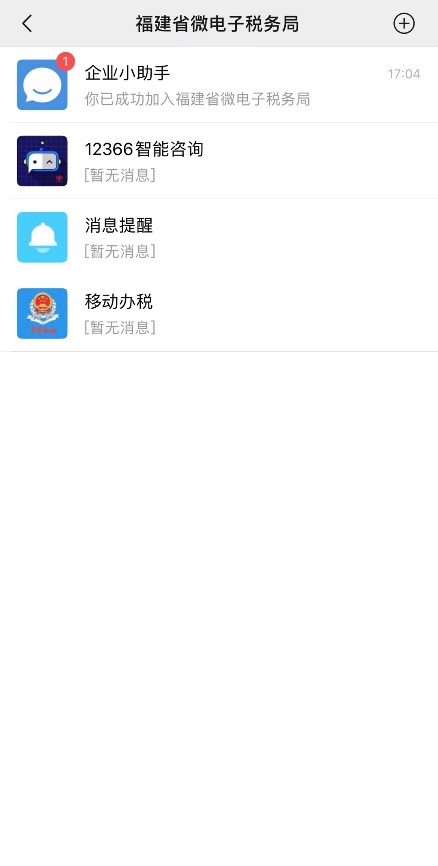 福建省微电子税务局
1
企业小助手
17:04
你已成功加入福建省微电子税务局
12366智能咨询
[暂无消息]
消息提醒
[暂无消息]
移动办税
[暂无消息]